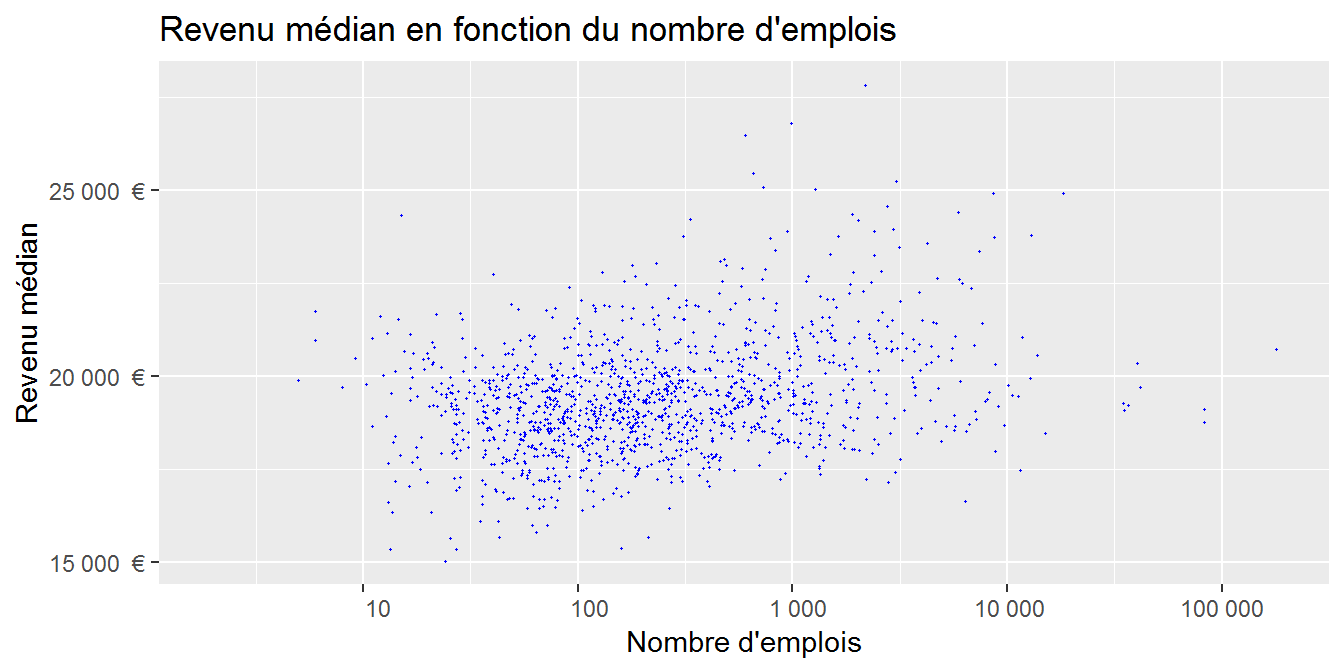 Revenu médian en fonction du nombre d'emplois
Revenu médian
25 000 €
20 000 €
15 000 €
10
100
1 000
10 000
100 000
Nombre d'emplois